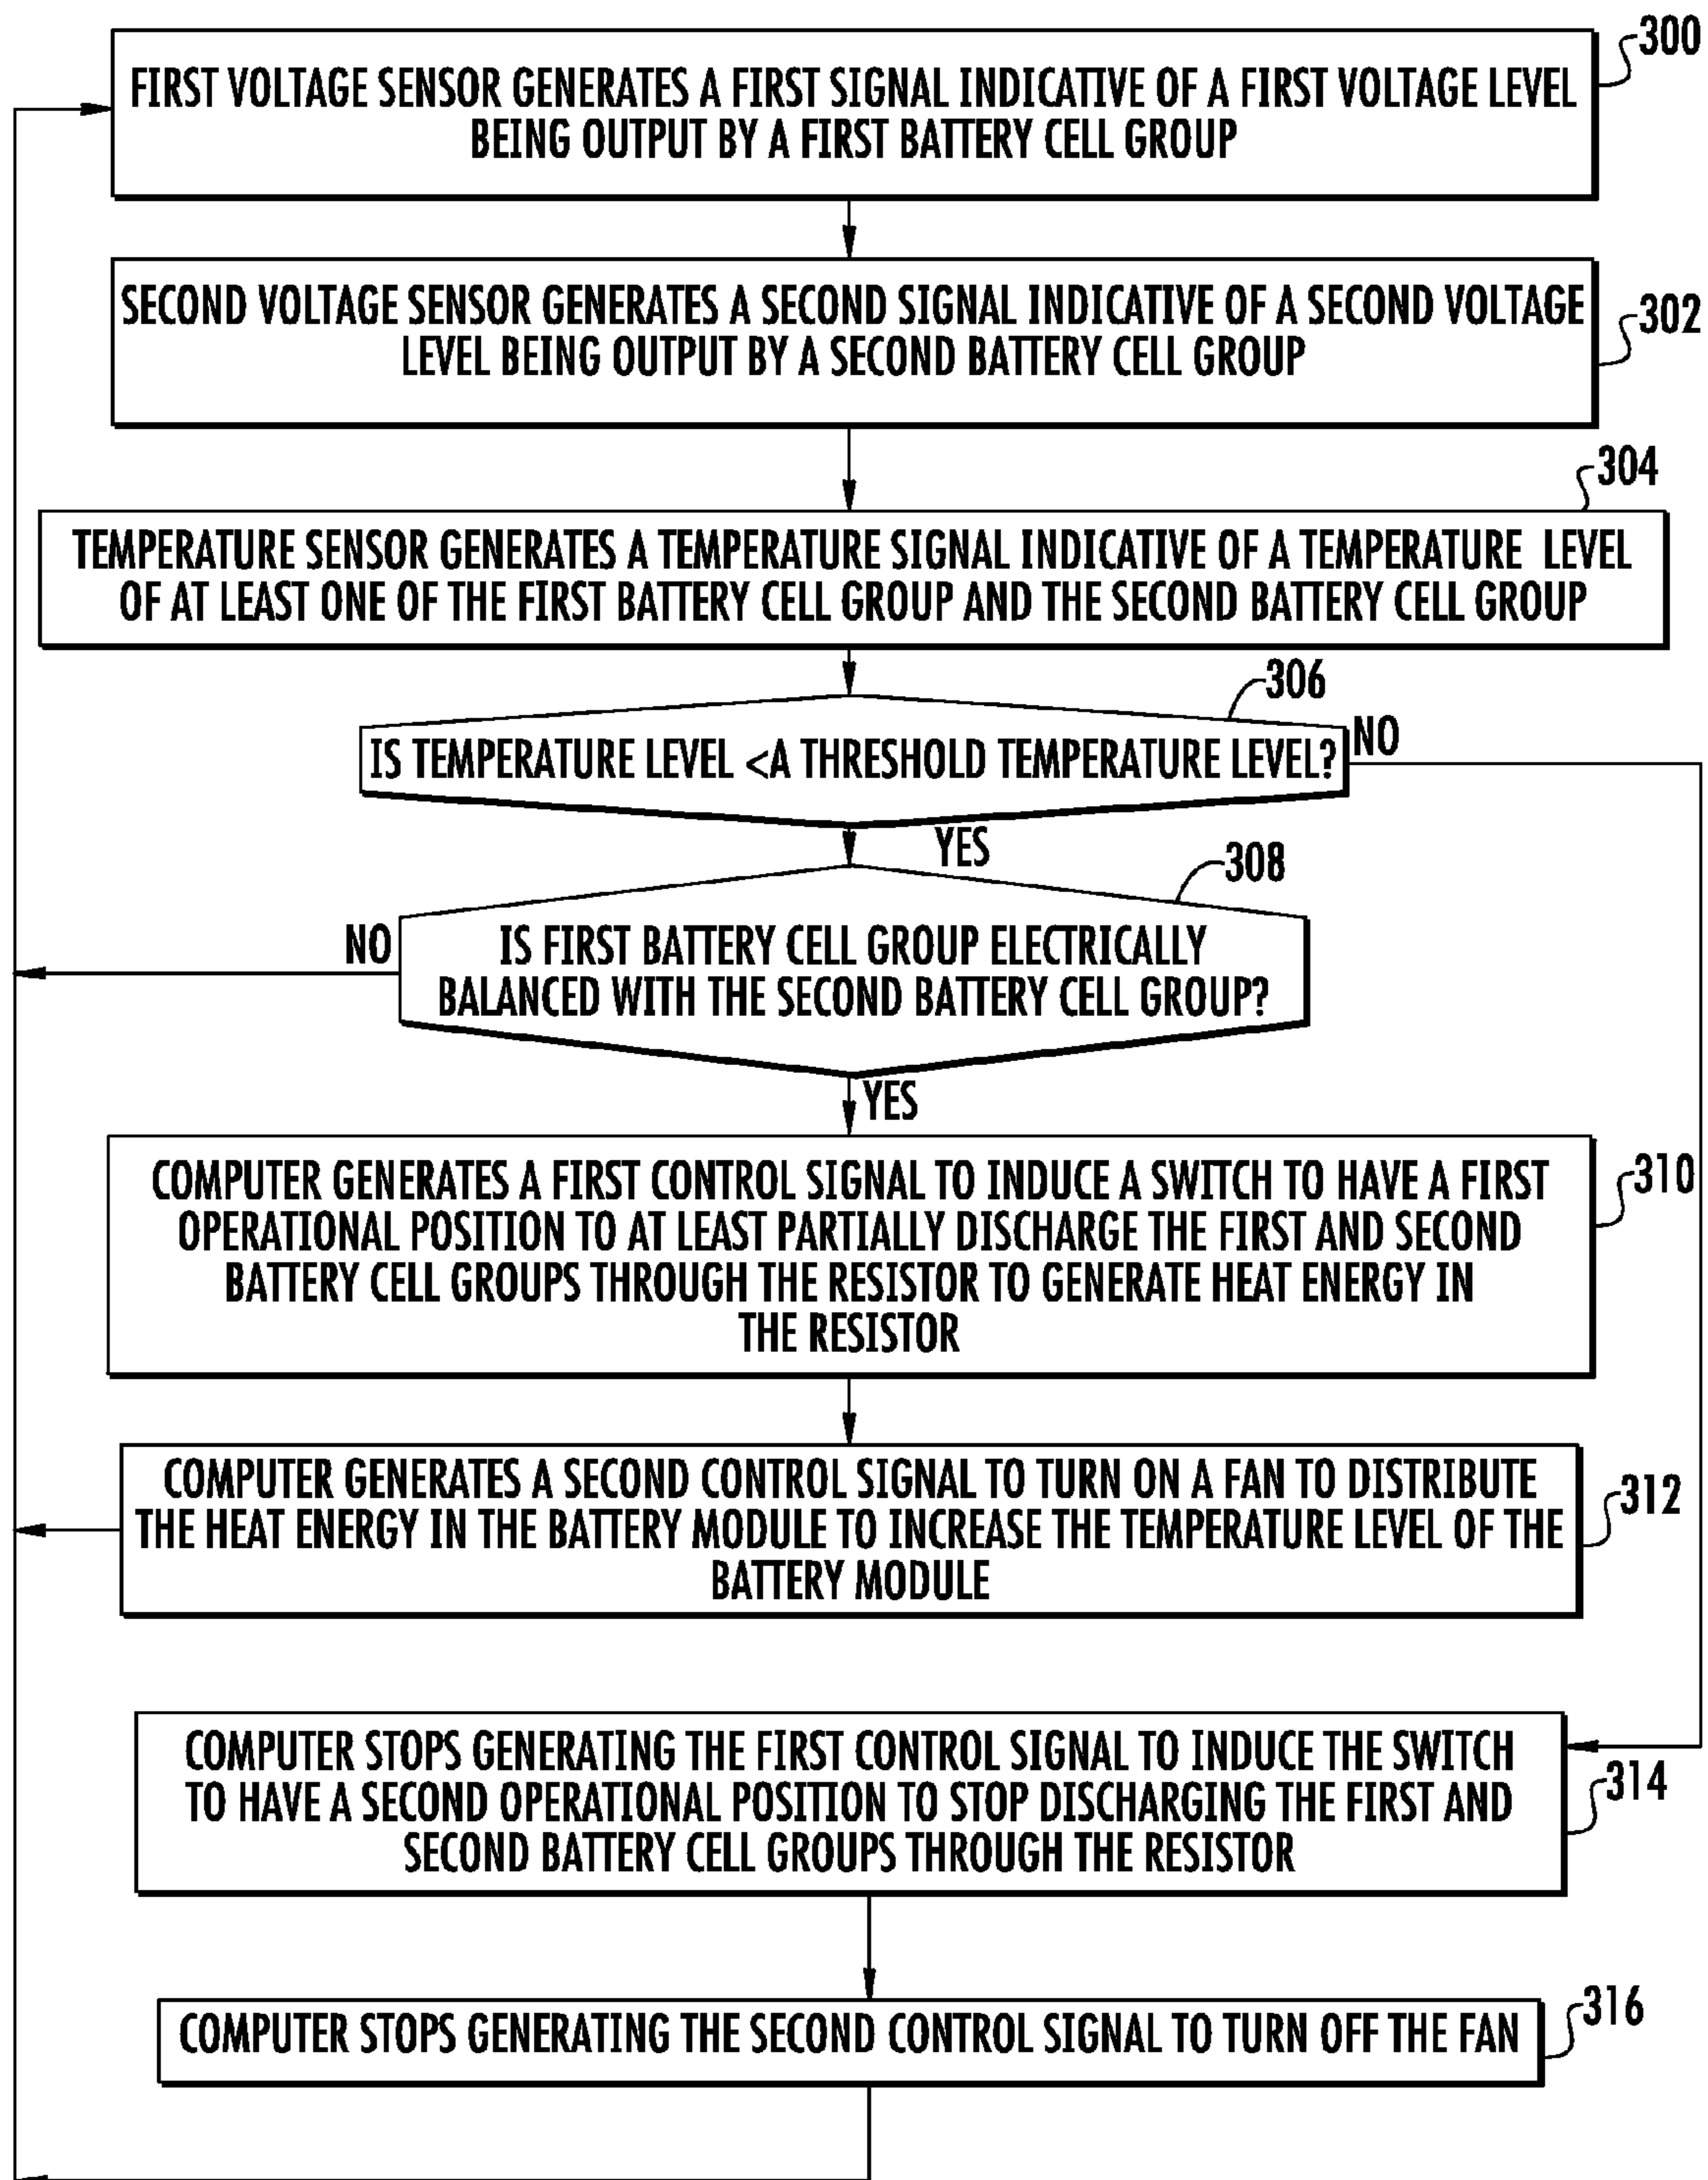 300
FIRST VOLTAGE SENSOR GENERATES A FIRST SIGNAL INDICATIVE OF A FIRST VOLTAGE LEVEL
BEING OUTPUT BY A FIRST BATTERY CELL GROUP
302
SECOND VOLTAGE SENSOR GENERATES A SECOND SIGNAL INDICATIVE OF A SECOND VOLTAGE
LEVEL BEING OUTPUT BY A SECOND BATTERY CELL GROUP
304
TEMPERATURE SENSOR GENERATES A TEMPERATURE SIGNAL INDICATIVE OF A TEMPERATURE LEVEL
OF AT LEAST ONE OF THE FIRST BATTERY CELL GROUP AND THE SECOND BATTERY CELL GROUP
306
IS TEMPERATURE LEVEL <A THRESHOLD TEMPERATURE LEVEL?
NO
YES
308
NO
IS FIRST BATTERY CELL GROUP ELECTRICALLY
BALANCED WITH THE SECOND BATTERY CELL GROUP?
YES
COMPUTER GENERATES A FIRST CONTROL SIGNAL TO INDUCE A SWITCH TO HAVE A FIRST
OPERATIONAL POSITION TO AT LEAST PARTIALLY DISCHARGE THE FIRST AND SECOND
BATTERY CELL GROUPS THROUGH THE RESISTOR TO GENERATE HEAT ENERGY IN
THE RESISTOR
310
COMPUTER GENERATES A SECOND CONTROL SIGNAL TO TURN ON A FAN TO DISTRIBUTE
THE HEAT ENERGY IN THE BATTERY MODULE TO INCREASE THE TEMPERATURE LEVEL OF THE
BATTERY MODULE
312
COMPUTER STOPS GENERATING THE FIRST CONTROL SIGNAL TO INDUCE THE SWITCH
TO HAVE A SECOND OPERATIONAL POSITION TO STOP DISCHARGING THE FIRST AND
SECOND BATTERY CELL GROUPS THROUGH THE RESISTOR
314
COMPUTER STOPS GENERATING THE SECOND CONTROL SIGNAL TO TURN OFF THE FAN
316